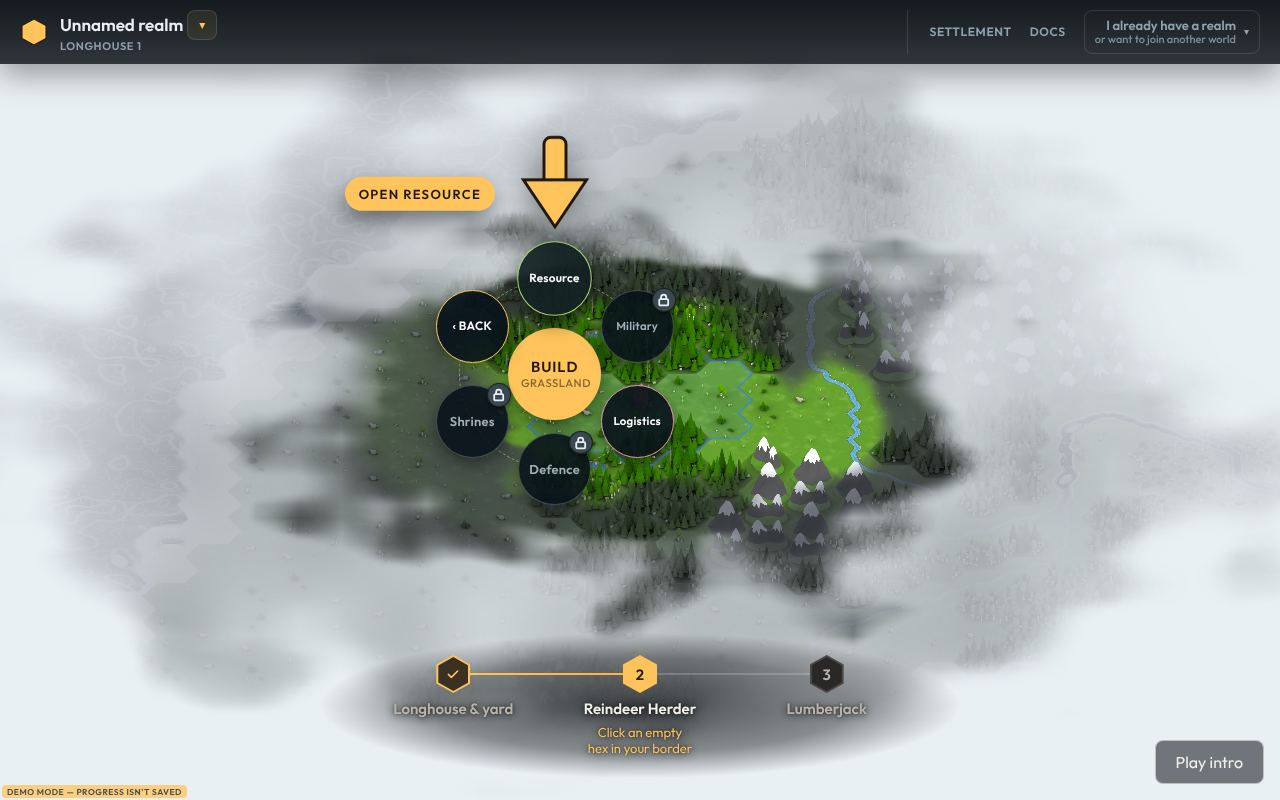 Unnamed realm
LONGHOUSE 1
SETTLEMENT
DOCS
I already have a realm
or want to join another world
OPEN RESOURCE
Resource
‹ BACK
Military
BUILD
GRASSLAND
Shrines
Logistics
Defence
2
3
Longhouse & yard
Reindeer Herder
Lumberjack
Click an empty
hex in your border
Play intro
DEMO MODE — PROGRESS ISN'T SAVED